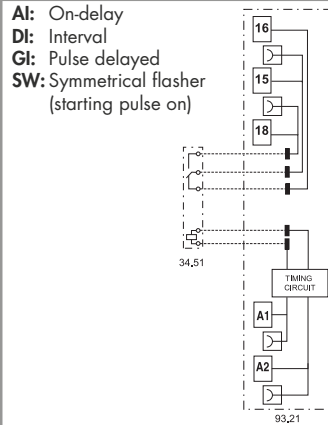 AI: On-delay
DI: Interval
GI: Pulse delayed
SW: Symmetrical flasher
(starting pulse on)
16
15
18
34.51
TIMING
CIRCUIT
A1
A2
93.21